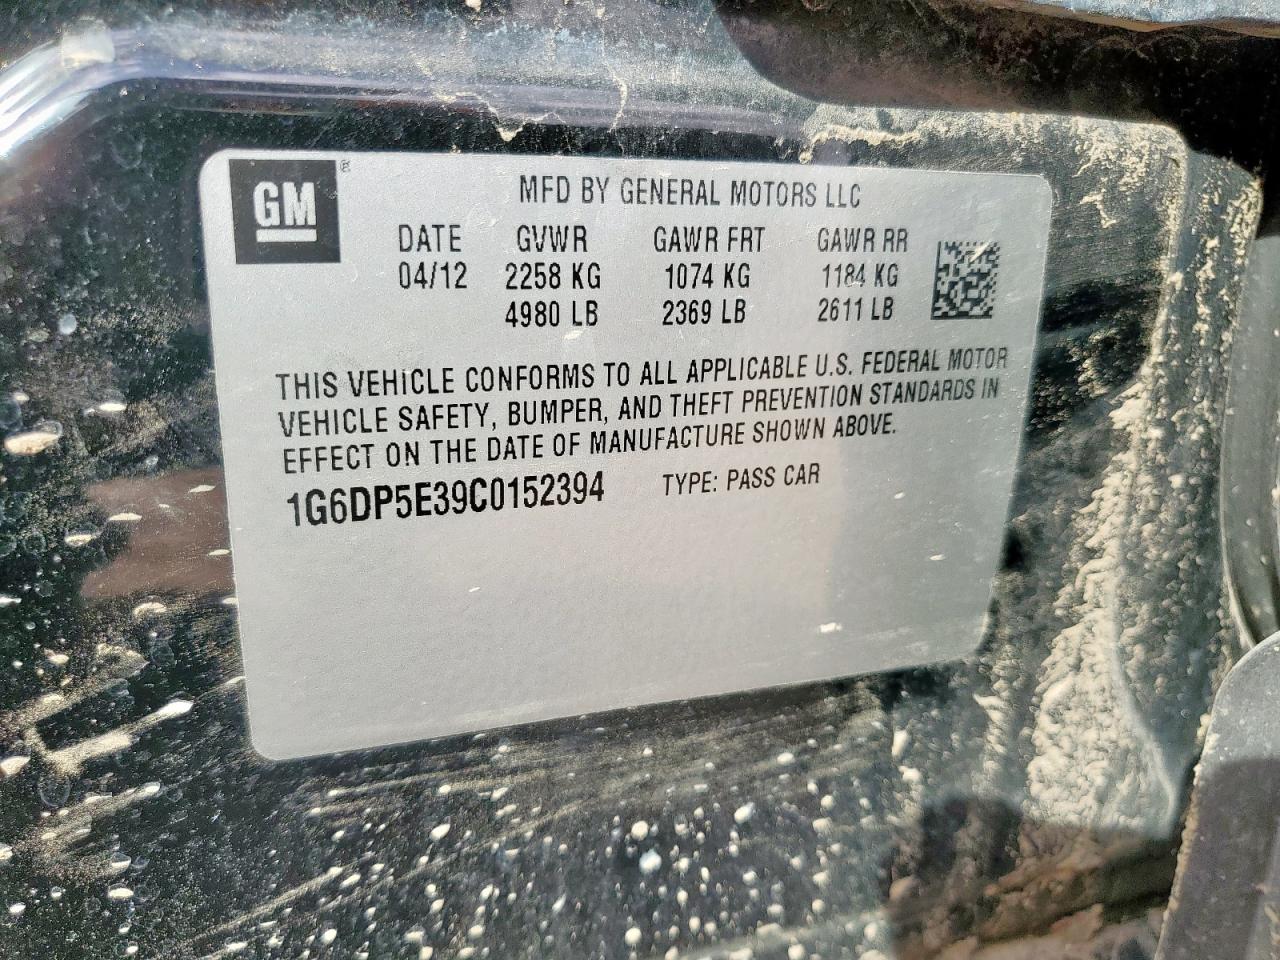 GM ®
MFD BY GENERAL MOTORS LLC
DATE GVWR GAWR FRT GAWR RR
04/12 2258 KG 1074 KG 1184 KG
4980 LB 2369 LB 2611 LB
THIS VEHICLE CONFORMS TO ALL APPLICABLE U.S. FEDERAL MOTOR
VEHICLE SAFETY, BUMPER, AND THEFT PREVENTION STANDARDS IN
EFFECT ON THE DATE OF MANUFACTURE SHOWN ABOVE.
1G6DP5E39C0152394 TYPE: PASS CAR